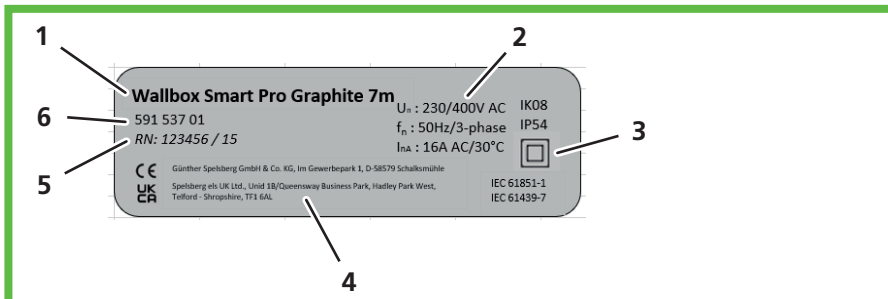 1
2
Wallbox Smart Pro Graphite 7m
Uₙ : 230/400V AC IK08
6
591 537 01
fₙ : 50Hz/3-phase IP54
3
5
RN: 123456 / 15
IₙA : 16A AC/30°C
CE Günther Spelsberg GmbH & Co. KG, Im Gewerbepark 1, D-58579 Schalksmühle
UK
CA
Spelsberg els UK Ltd., Unid 1B/Queensway Business Park, Hadley Park West,
Telford - Shropshire, TF1 6AL
IEC 61851-1
IEC 61439-7
4